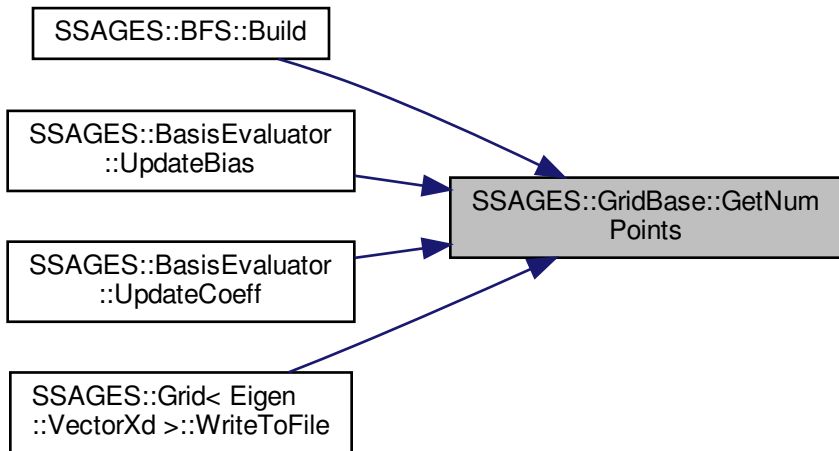 SSAGES::BFS::Build
SSAGES::BasisEvaluator
::UpdateBias
SSAGES::GridBase::GetNum
Points
SSAGES::BasisEvaluator
::UpdateCoeff
SSAGES::Grid< Eigen
::VectorXd >::WriteToFile